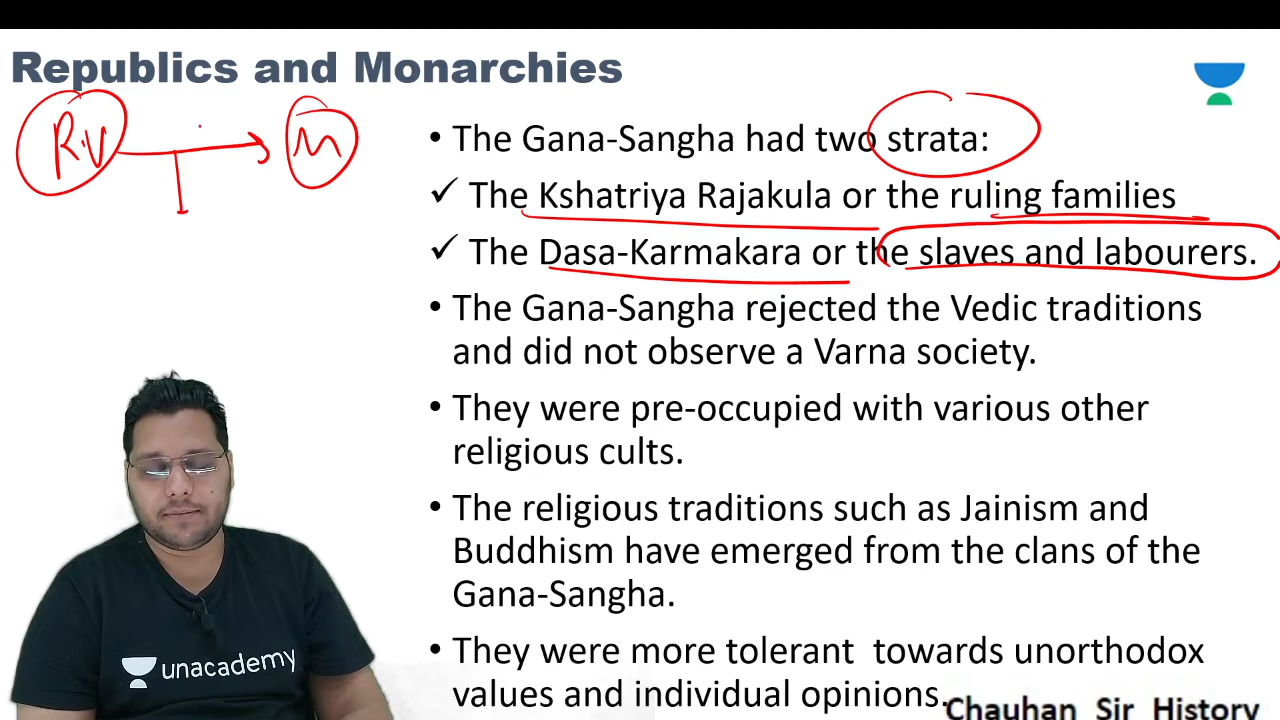 Republics and Monarchies
R.V
M
• The Gana-Sangha had two strata:
✓ The Kshatriya Rajakula or the ruling families
✓ The Dasa-Karmakara or the slaves and labourers.
• The Gana-Sangha rejected the Vedic traditions
and did not observe a Varna society.
• They were pre-occupied with various other
religious cults.
• The religious traditions such as Jainism and
Buddhism have emerged from the clans of the
Gana-Sangha.
• They were more tolerant towards unorthodox
values and individual opinions.
unacademy
Chauhan Sir History